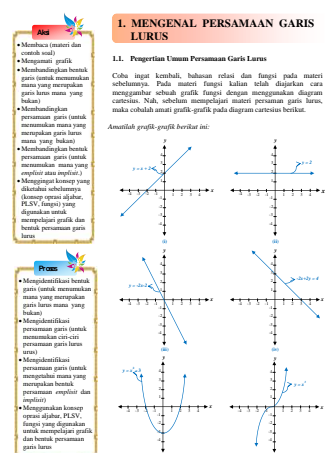 Aksi
• Membaca (materi dan
contoh soal)
• Mengamati grafik
• Membandingkan bentuk
garis (untuk menemukan
mana yang merupakan
garis lurus mana yang
bukan)
• Membandingkan
persamaan garis (untuk
menemukan mana yang
merupakan garis lurus
mana yang bukan)
• Membandingkan bentuk
persamaan garis (untuk
menemukan mana yang
emplisit atau implisit.)
• Mengingat konsep yang
diketahui sebelumnya
(konsep oprasi aljabar,
PLSV, fungsi) yang
digunakan untuk
mempelajari grafik dan
bentuk persamaan garis
lurus
Proses
• Mengidentifikasi bentuk
garis (untuk menemukan
mana yang merupakan
garis lurus mana yang
bukan)
• Mengidentifikasi
persamaan garis (untuk
menumukan ciri-ciri
persamaan garis lurus
urus)
• Mengidentifikasi
persamaan garis (untuk
mengetahui mana yang
merupakan bentuk
persamaan emplisit dan
implisit)
• Menggunakan konsep
oprasi aljabar, PLSV,
fungsi yang digunakan
untuk mempelajari grafik
dan bentuk persamaan
garis lurus
1. MENGENAL PERSAMAAN GARIS
LURUS
1.1. Pengertian Umum Persamaan Garis Lurus
Coba ingat kembali, bahasan relasi dan fungsi pada materi
sebelumnya. Pada materi fungsi kalian telah diajarkan cara
menggambar sebuah grafik fungsi dengan menggunakan diagram
cartesius. Nah, sebelum mempelajari materi persamaan garis lurus,
maka cobalah amati grafik-grafik pada diagram cartesius berikut.
Amatilah grafik-grafik berikut ini:
y = x + 2
x
(i)
y = 2
x
(ii)
x
(iii)
x
(iv)
x
x